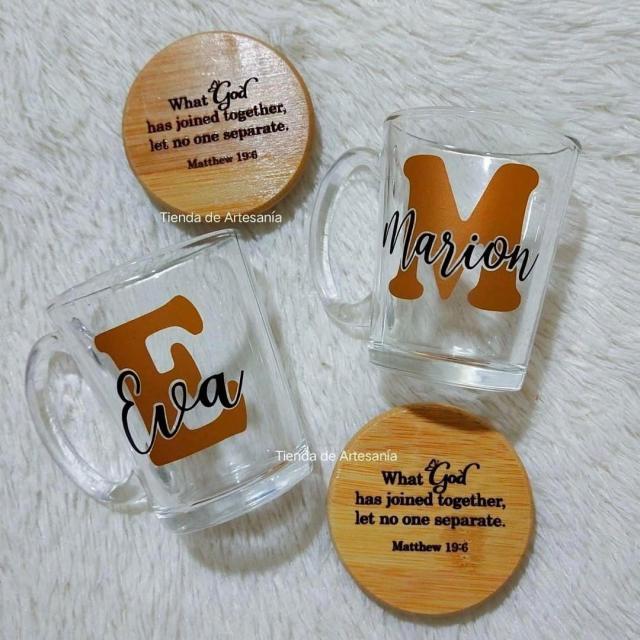 What God
has joined together,
let no one separate.
Matthew 19:6
Tienda de Artesanía
M
Marion
E
Eva
Tienda de Artesanía
What God
has joined together,
let no one separate.
Matthew 19:6